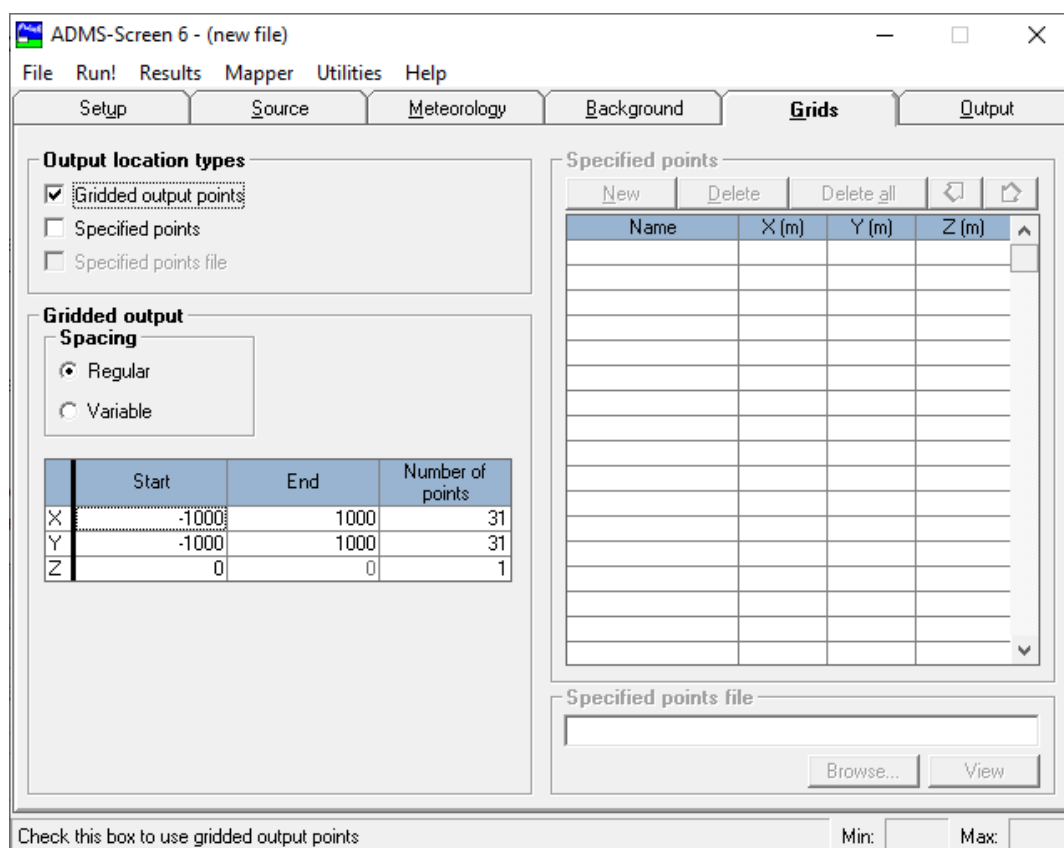 ADMS-Screen 6 - (new file)
File Run! Results Mapper Utilities Help
Setup Source Meteorology Background Grids Output
Output location types
Gridded output points
Specified points
Specified points file
Gridded output
Spacing
Regular
Variable
Start End Number of points
X -1000 1000 31
Y -1000 1000 31
Z 0 0 1
Specified points
New Delete Delete all
Name X (m) Y (m) Z (m)
Specified points file
Browse... View
Check this box to use gridded output points Min: Max: